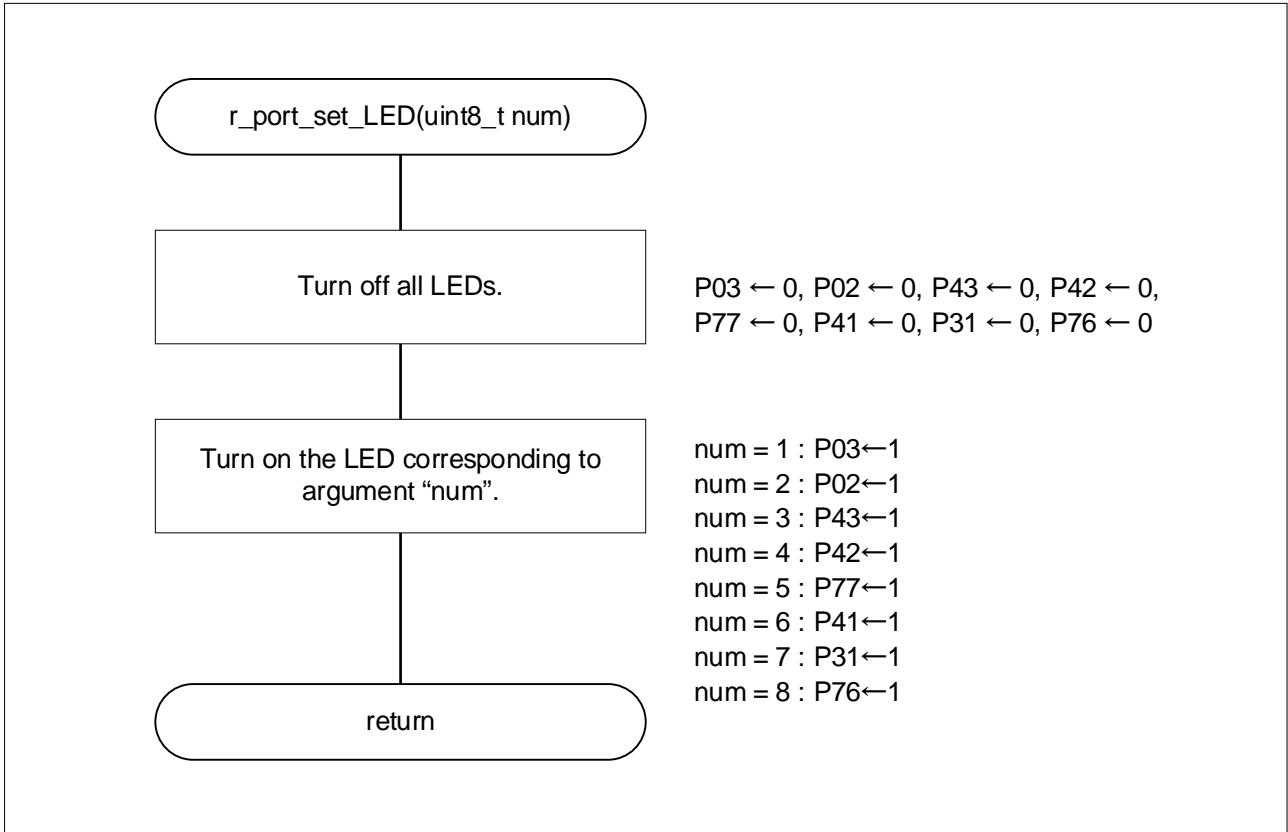 r_port_set_LED(uint8_t num)
Turn off all LEDs.
P03 ← 0, P02 ← 0, P43 ← 0, P42 ← 0,
P77 ← 0, P41 ← 0, P31 ← 0, P76 ← 0
Turn on the LED corresponding to
argument “num”.
num = 1 : P03←1
num = 2 : P02←1
num = 3 : P43←1
num = 4 : P42←1
num = 5 : P77←1
num = 6 : P41←1
num = 7 : P31←1
num = 8 : P76←1
return